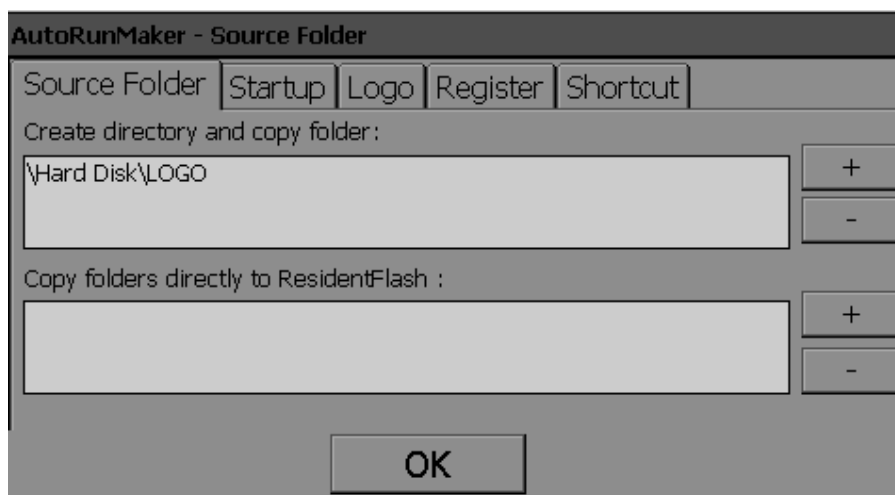 AutoRunMaker - Source Folder
Source Folder Startup Logo Register Shortcut
Create directory and copy folder:
\Hard Disk\LOGO
+
-
Copy folders directly to ResidentFlash :
+
-
OK